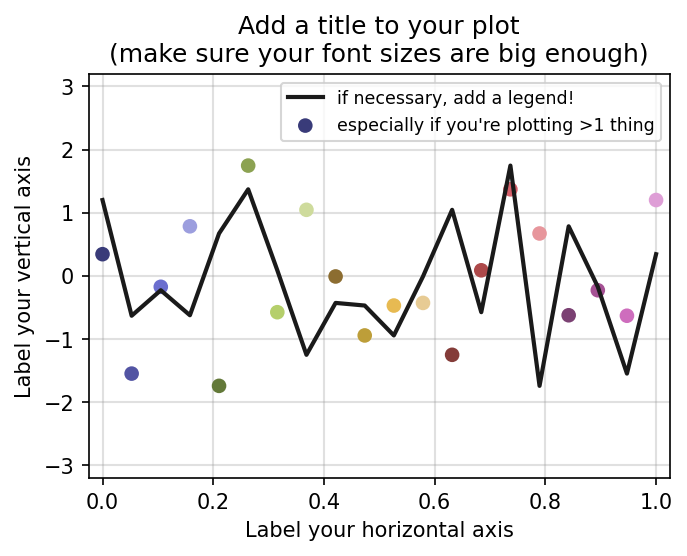 Add a title to your plot
(make sure your font sizes are big enough)
if necessary, add a legend!
especially if you're plotting >1 thing
Label your vertical axis
3
2
1
0
−1
−2
−3
0.0 0.2 0.4 0.6 0.8 1.0
Label your horizontal axis